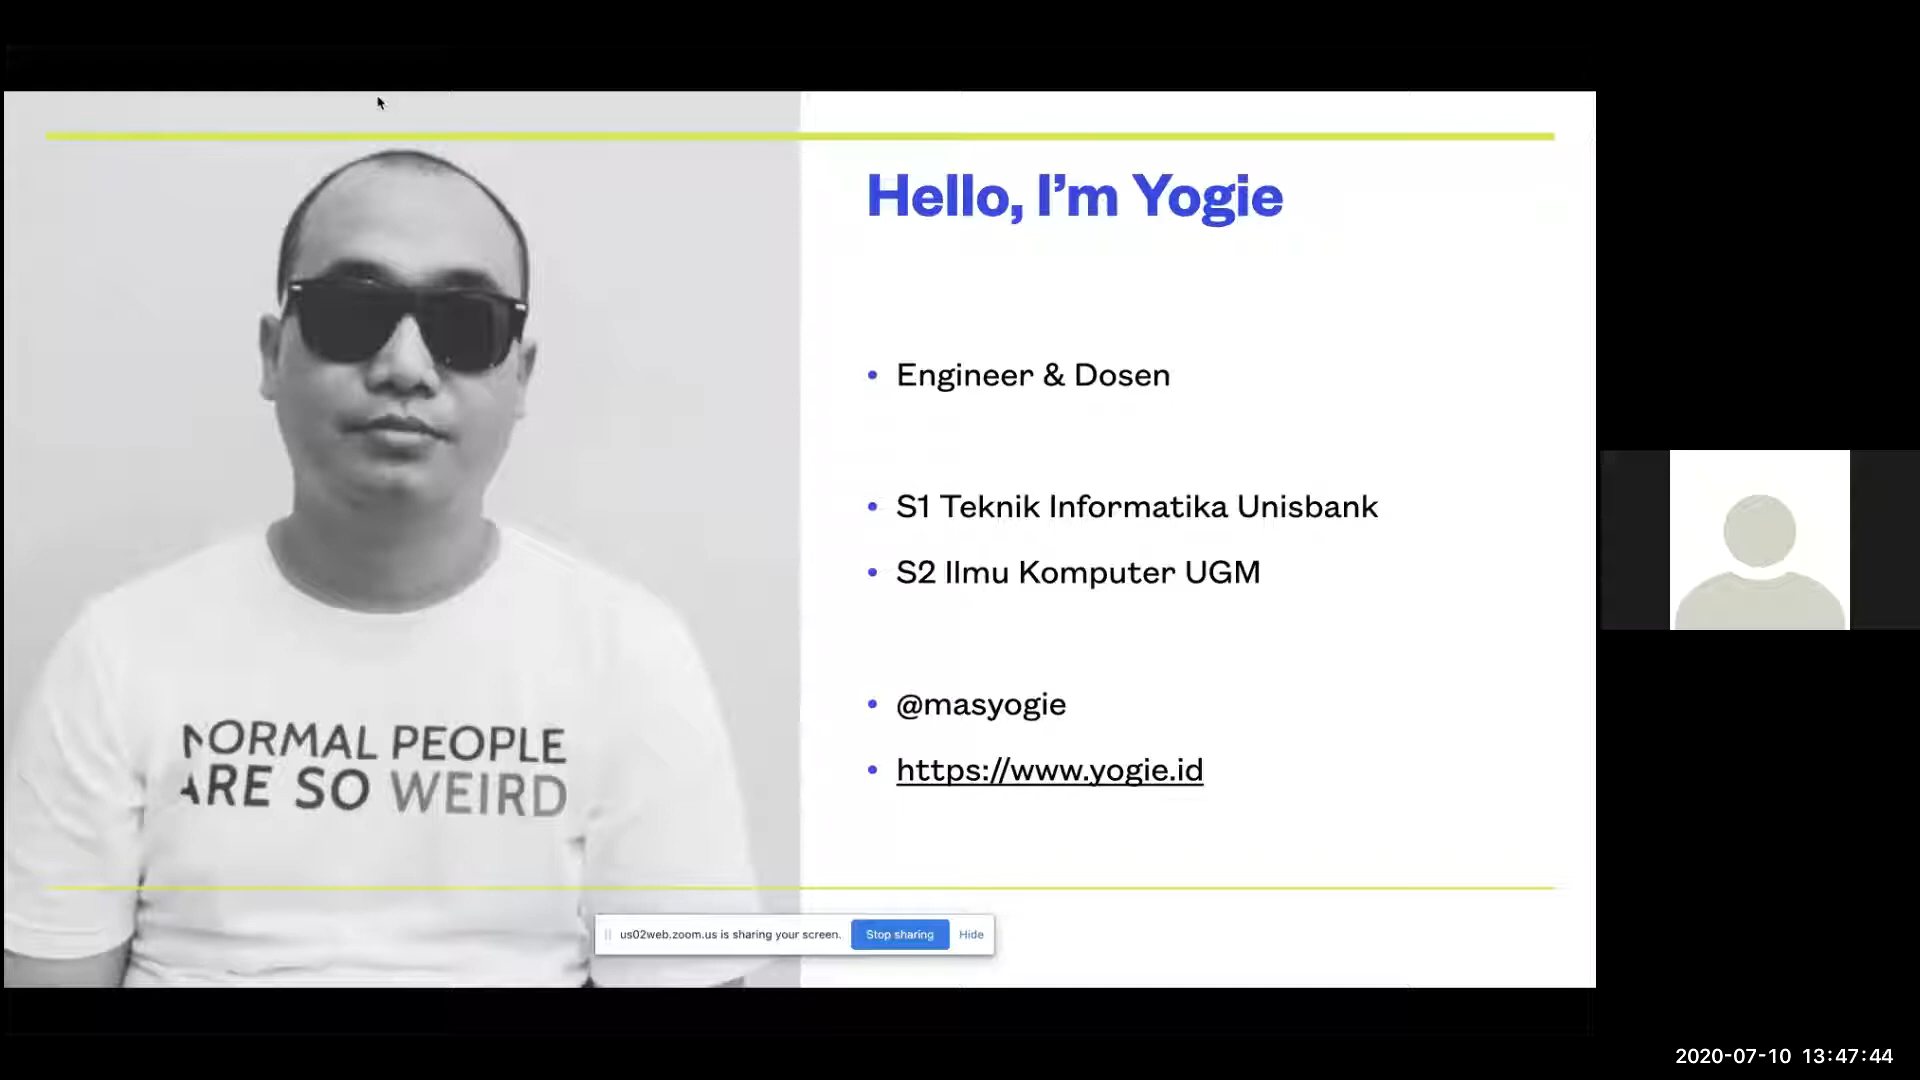 Hello, I’m Yogie
• Engineer & Dosen
• S1 Teknik Informatika Unisbank
• S2 Ilmu Komputer UGM
• @masyogie
• https://www.yogie.id
NORMAL PEOPLE
ARE SO WEIRD
us02web.zoom.us is sharing your screen. Stop sharing Hide
2020-07-10 13:47:44